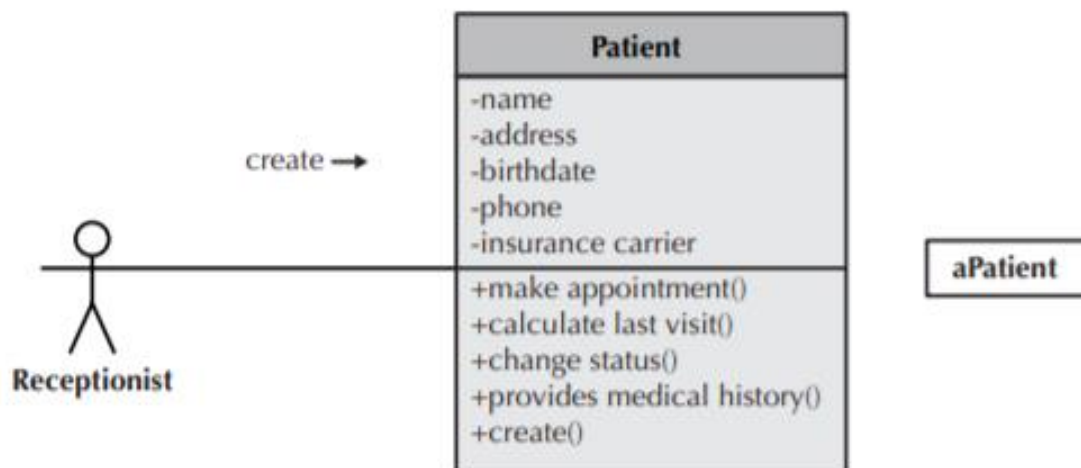 Patient
-name
-address
create →
-birthdate
-phone
-insurance carrier
aPatient
+make appointment()
+calculate last visit()
+change status()
Receptionist
+provides medical history()
+create()